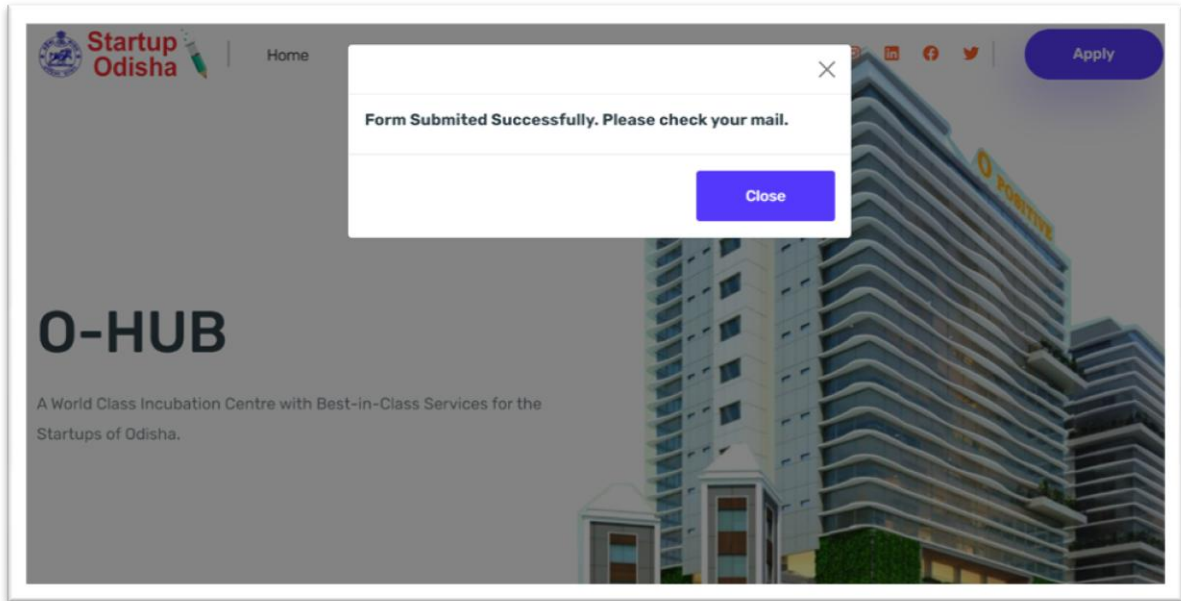 Startup
Odisha
Home
Apply
Form Submited Successfully. Please check your mail.
Close
O POSITIVE
O-HUB
A World Class Incubation Centre with Best-in-Class Services for the
Startups of Odisha.